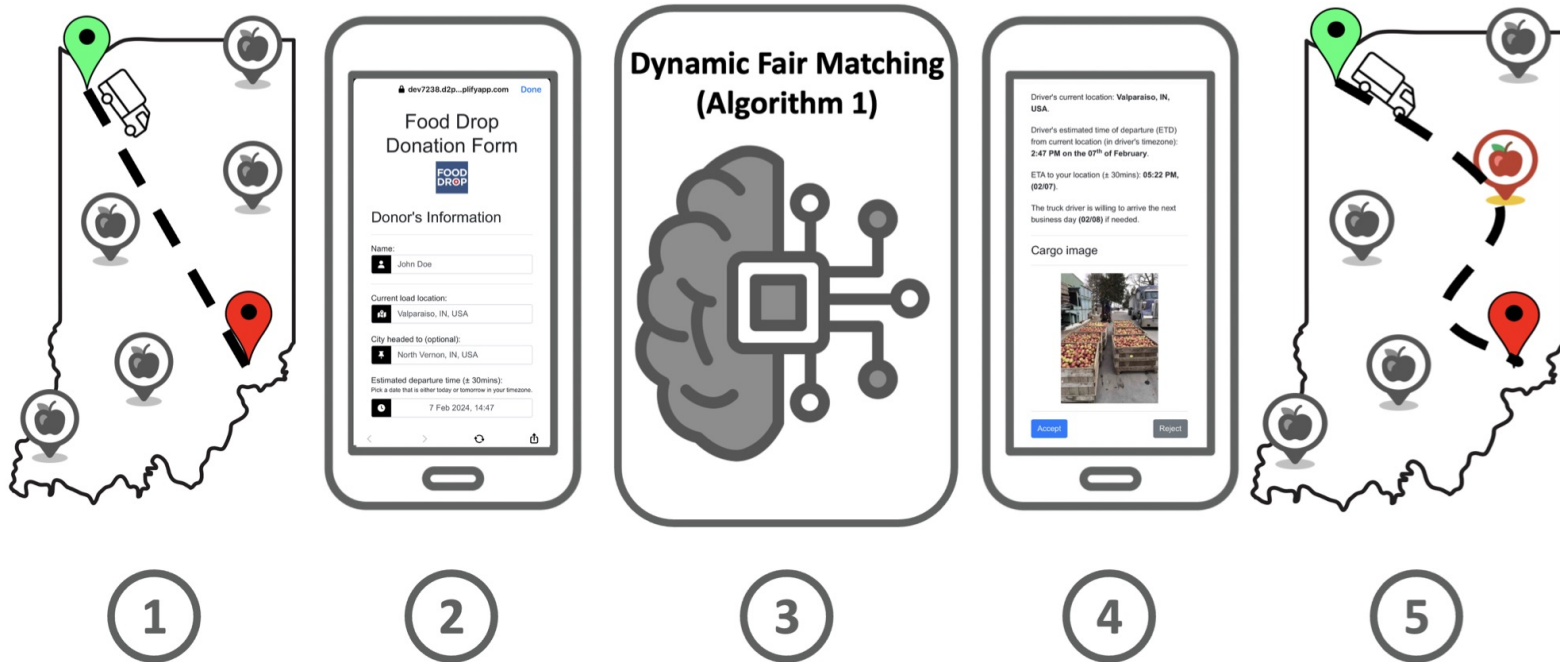 dev7238.d2p...plifyapp.com Done
Food Drop
Donation Form
FOOD
DROP
Donor's Information
Name:
John Doe
Current load location:
Valparaiso, IN, USA
City headed to (optional):
North Vernon, IN, USA
Estimated departure time (± 30mins):
Pick a date that is either today or tomorrow in your timezone.
7 Feb 2024, 14:47
Dynamic Fair Matching
(Algorithm 1)
Driver's current location: Valparaiso, IN,
USA.
Driver's estimated time of departure (ETD)
from current location (in driver's timezone):
2:47 PM on the 07th of February.
ETA to your location (± 30mins): 05:22 PM,
(02/07).
The truck driver is willing to arrive the next
business day (02/08) if needed.
Cargo image
Accept Reject
1 2 3 4 5